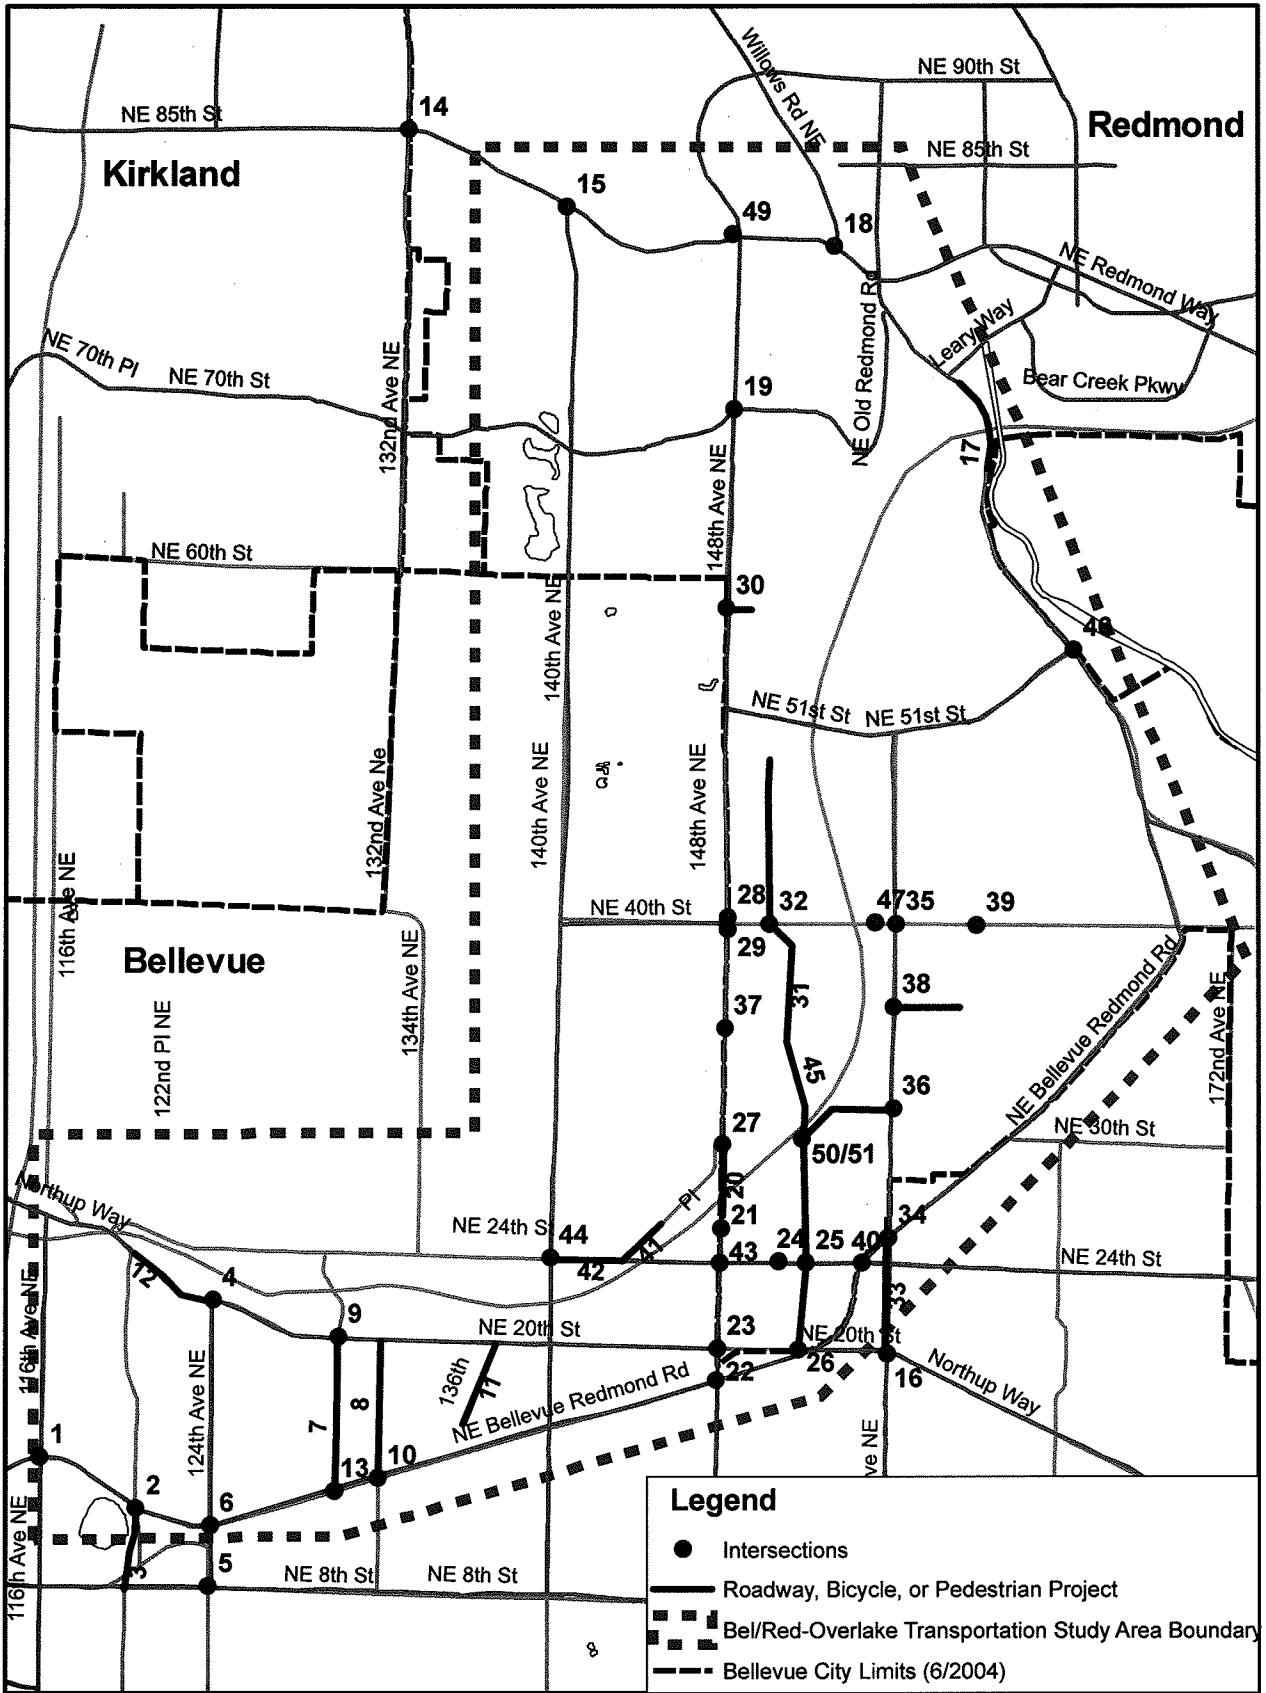 Willows Rd NE
NE 90th St
Redmond
14
NE 85th St
NE 85th St
Kirkland
15
49
18
NE Redmond Way
NE Old Redmond Rd
Leary Way
NE 70th Pl
NE 70th St
132nd Ave NE
19
Bear Creek Pkwy
17
148th Ave NE
NE 60th St
30
140th Ave NE
46
NE 51st St
NE 51st St
132nd Ave Ne
140th Ave NE
148th Ave NE
116th Ave NE
28
32
47
35
39
NE 40th St
29
Bellevue
134th Ave NE
122nd Pl NE
31
38
37
172nd Ave NE
NE Bellevue Redmond Rd
45
36
27
NE 30th St
50/51
20
Northup Way
Pl
21
34
NE 24th St
44
41
42
43
24
25
40
NE 24th St
12
4
116th Ave NE
33
9
NE 20th St
23
NE 20th St
22
26
16
Northup Way
124th Ave NE
136th
11
7
8
NE Bellevue Redmond Rd
1
13
10
ve NE
2
6
116th Ave NE
3
5
NE 8th St
NE 8th St
Legend
Intersections
Roadway, Bicycle, or Pedestrian Project
Bel/Red-Overlake Transportation Study Area Boundary
Bellevue City Limits (6/2004)